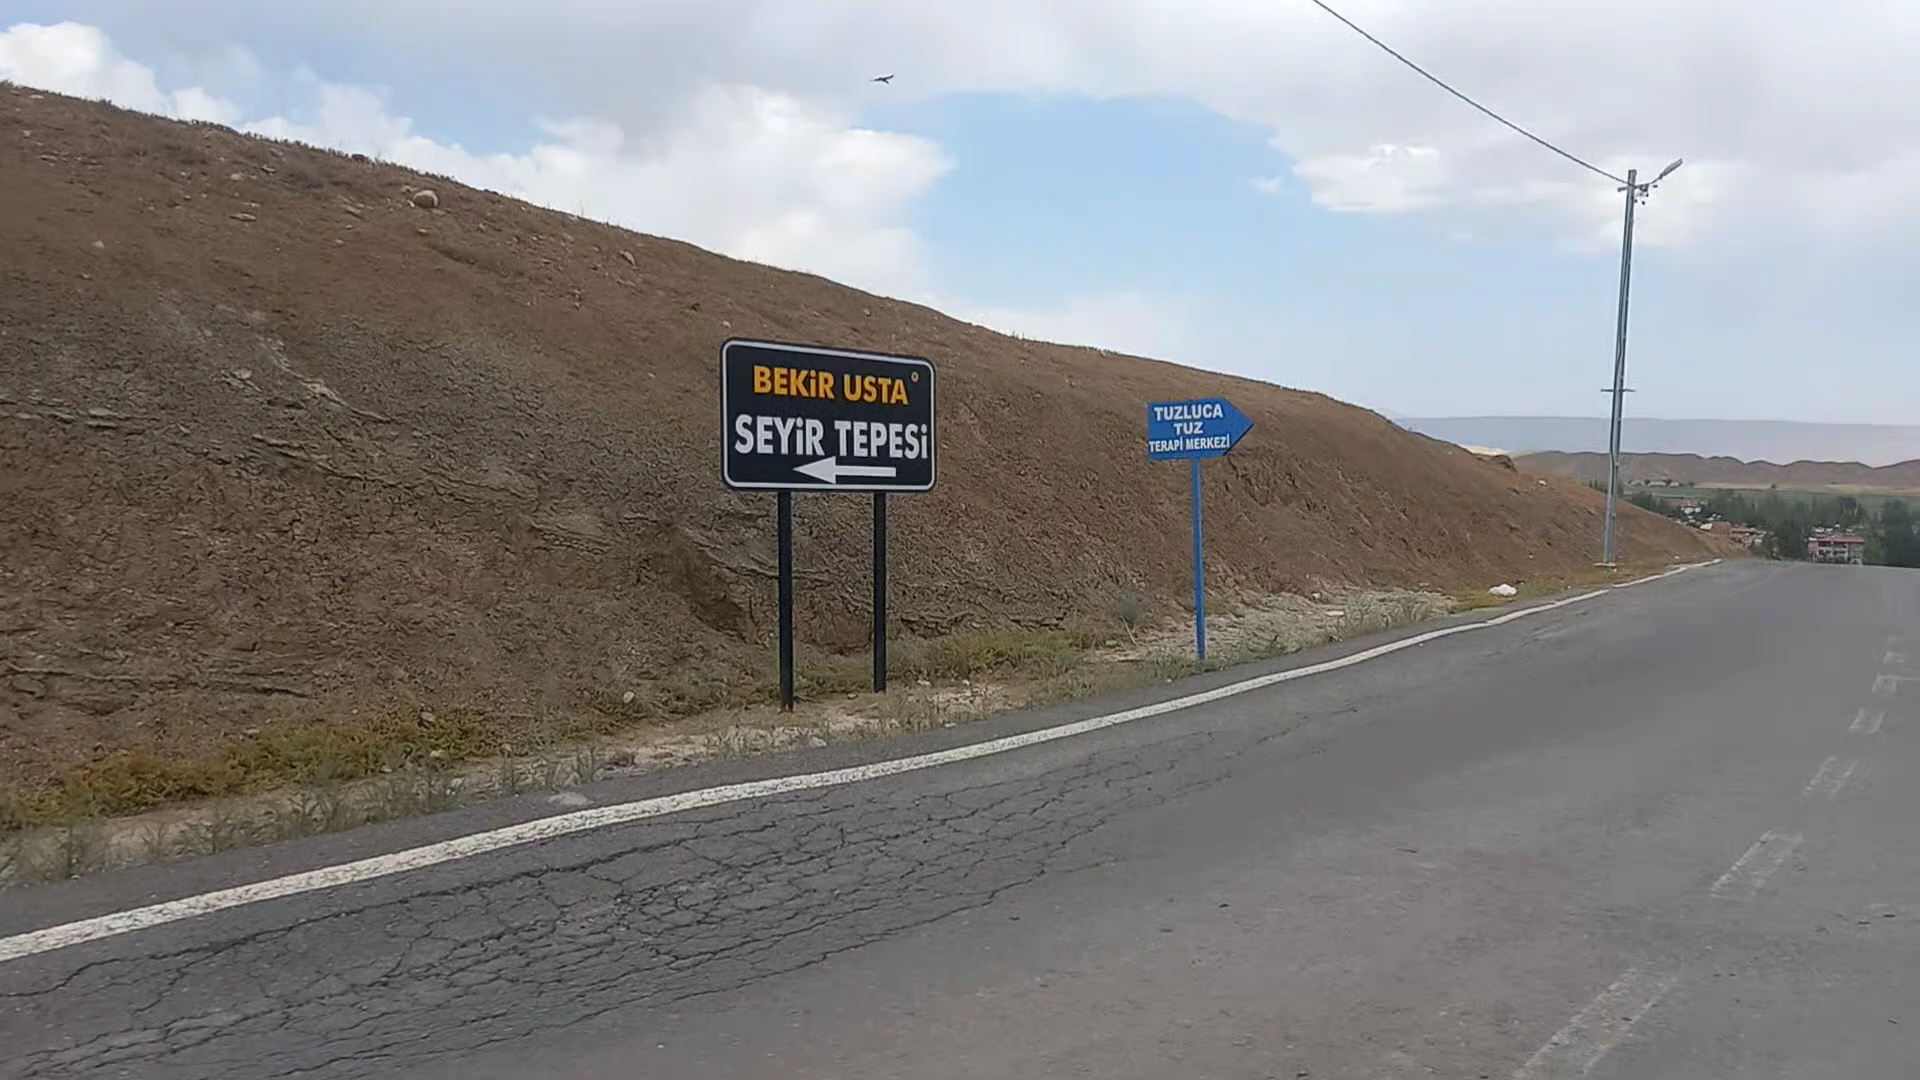 BEKiR USTA
SEYiR TEPESi
TUZLUCA
TUZ
TERAPİ MERKEZİ